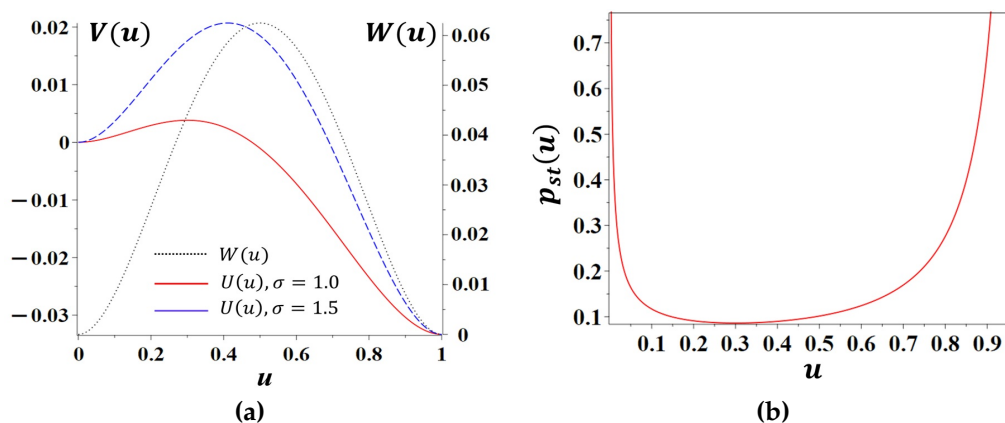 V(u)
W(u)
0.02
0.01
0
−0.01
−0.02
−0.03
0.06
0.05
0.04
0.03
0.02
0.01
0
W(u)
U(u), σ = 1.0
U(u), σ = 1.5
0 0.2 0.4 0.6 0.8 1
u
(a)
p_st(u)
0.7
0.6
0.5
0.4
0.3
0.2
0.1
0.1 0.2 0.3 0.4 0.5 0.6 0.7 0.8 0.9
u
(b)